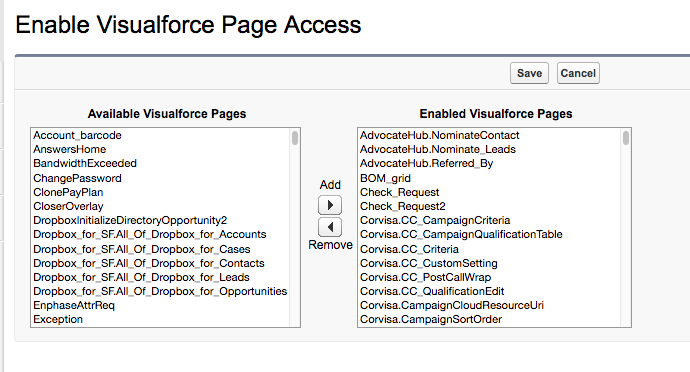 Enable Visualforce Page Access
Save
Cancel
Available Visualforce Pages
Account_barcode
AnswersHome
BandwidthExceeded
ChangePassword
ClonePayPlan
CloserOverlay
DropboxInitializeDirectoryOpportunity2
Dropbox_for_SF.All_Of_Dropbox_for_Accounts
Dropbox_for_SF.All_Of_Dropbox_for_Cases
Dropbox_for_SF.All_Of_Dropbox_for_Contacts
Dropbox_for_SF.All_Of_Dropbox_for_Leads
Dropbox_for_SF.All_Of_Dropbox_for_Opportunities
EnphaseAttrReq
Exception
Add
Remove
Enabled Visualforce Pages
AdvocateHub.NominateContact
AdvocateHub.Nominate_Leads
AdvocateHub.Referred_By
BOM_grid
Check_Request
Check_Request2
Corvisa.CC_CampaignCriteria
Corvisa.CC_CampaignQualificationTable
Corvisa.CC_Criteria
Corvisa.CC_CustomSetting
Corvisa.CC_PostCallWrap
Corvisa.CC_QualificationEdit
Corvisa.CampaignCloudResourceUri
Corvisa.CampaignSortOrder